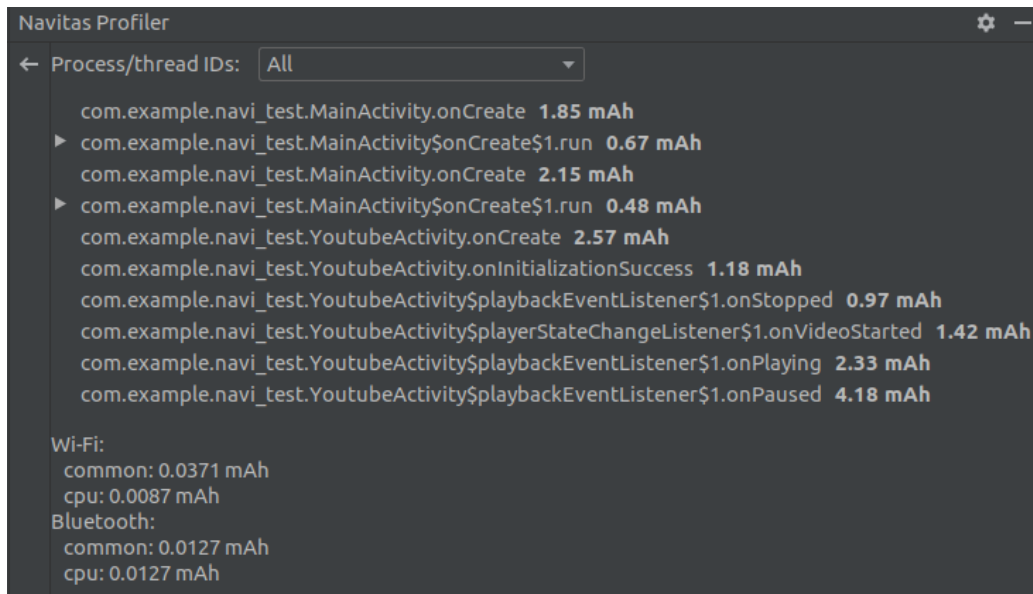 Navitas Profiler
Process/thread IDs: All
com.example.navi_test.MainActivity.onCreate 1.85 mAh
com.example.navi_test.MainActivity$onCreate$1.run 0.67 mAh
com.example.navi_test.MainActivity.onCreate 2.15 mAh
com.example.navi_test.MainActivity$onCreate$1.run 0.48 mAh
com.example.navi_test.YoutubeActivity.onCreate 2.57 mAh
com.example.navi_test.YoutubeActivity.onInitializationSuccess 1.18 mAh
com.example.navi_test.YoutubeActivity$playbackEventListener$1.onStopped 0.97 mAh
com.example.navi_test.YoutubeActivity$playerStateChangeListener$1.onVideoStarted 1.42 mAh
com.example.navi_test.YoutubeActivity$playbackEventListener$1.onPlaying 2.33 mAh
com.example.navi_test.YoutubeActivity$playbackEventListener$1.onPaused 4.18 mAh
Wi-Fi:
common: 0.0371 mAh
cpu: 0.0087 mAh
Bluetooth:
common: 0.0127 mAh
cpu: 0.0127 mAh